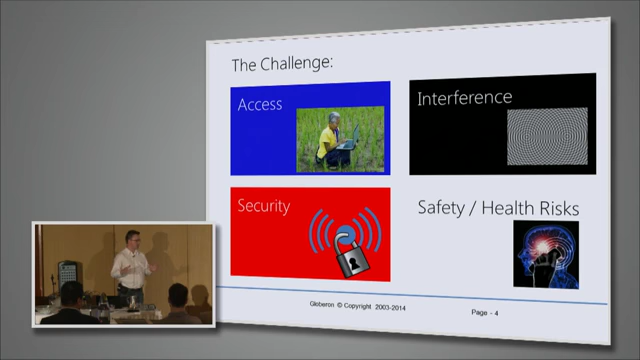 The Challenge:
Access
Interference
Security
Safety / Health Risks
Globeron © Copyright 2003-2014
Page - 4